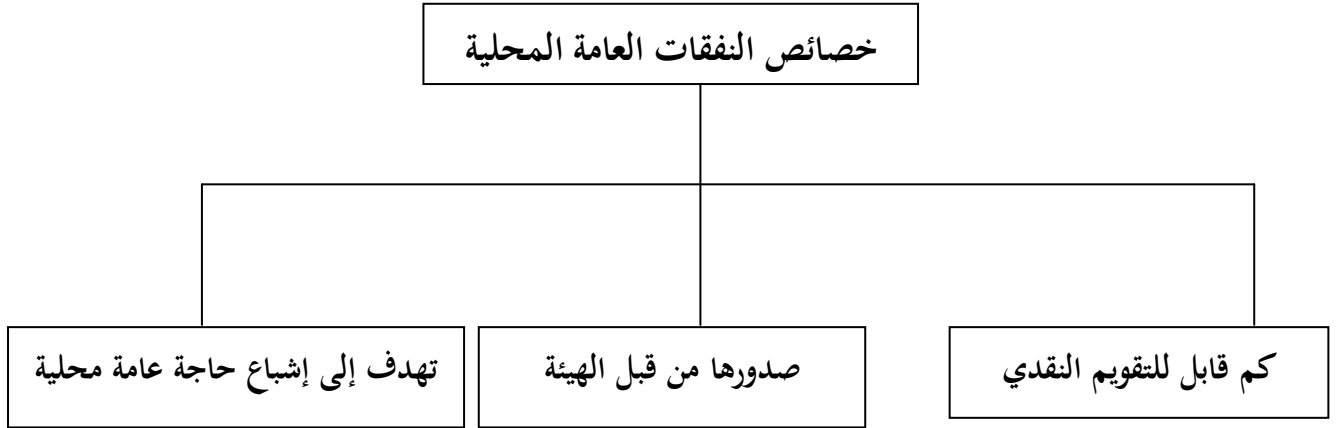 خصائص النفقات العامة المحلية
كم قابل للتقويم النقدي
صدورها من قبل الهيئة
تهدف إلى إشباع حاجة عامة محلية